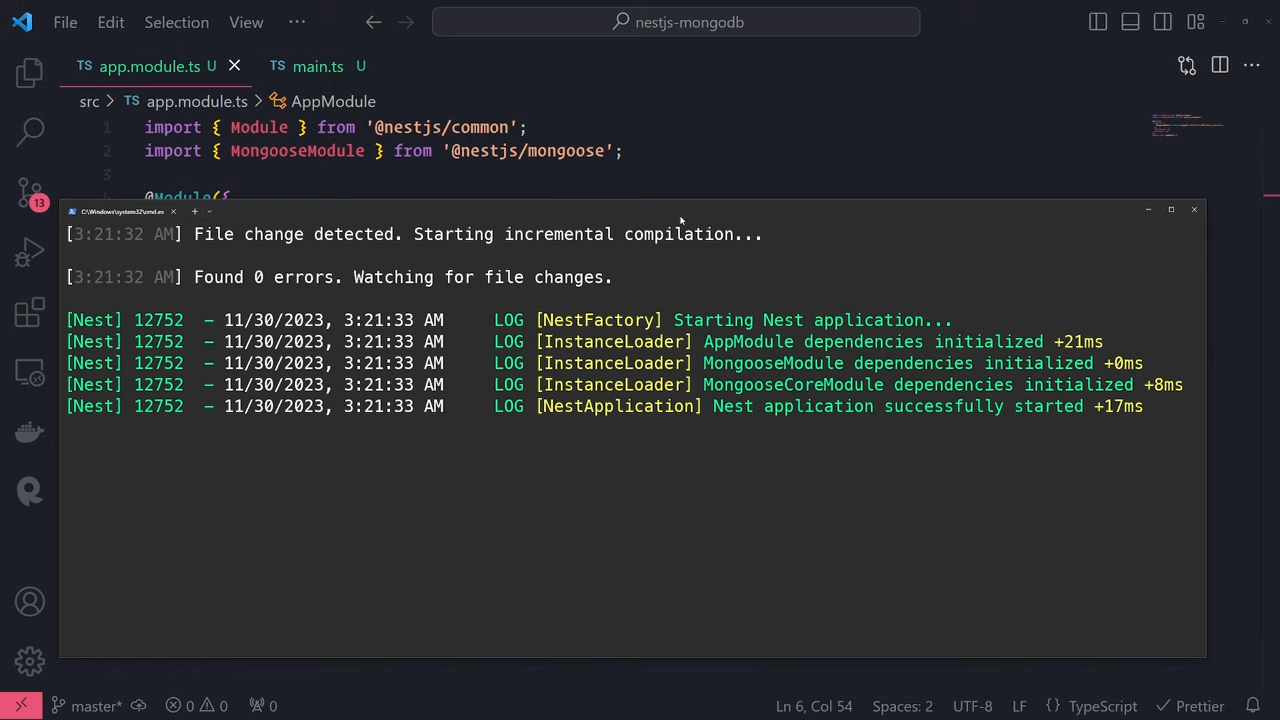 File Edit Selection View ··· nestjs-mongodb
TS app.module.ts U TS main.ts U
src > TS app.module.ts > AppModule
1 import { Module } from '@nestjs/common';
2 import { MongooseModule } from '@nestjs/mongoose';
3
@Module({
13
C:\Windows\system32\cmd.ex
[3:21:32 AM] File change detected. Starting incremental compilation...
[3:21:32 AM] Found 0 errors. Watching for file changes.
[Nest] 12752 - 11/30/2023, 3:21:33 AM LOG [NestFactory] Starting Nest application...
[Nest] 12752 - 11/30/2023, 3:21:33 AM LOG [InstanceLoader] AppModule dependencies initialized +21ms
[Nest] 12752 - 11/30/2023, 3:21:33 AM LOG [InstanceLoader] MongooseModule dependencies initialized +0ms
[Nest] 12752 - 11/30/2023, 3:21:33 AM LOG [InstanceLoader] MongooseCoreModule dependencies initialized +8ms
[Nest] 12752 - 11/30/2023, 3:21:33 AM LOG [NestApplication] Nest application successfully started +17ms
master* 0 0 0 Ln 6, Col 54 Spaces: 2 UTF-8 LF {} TypeScript Prettier